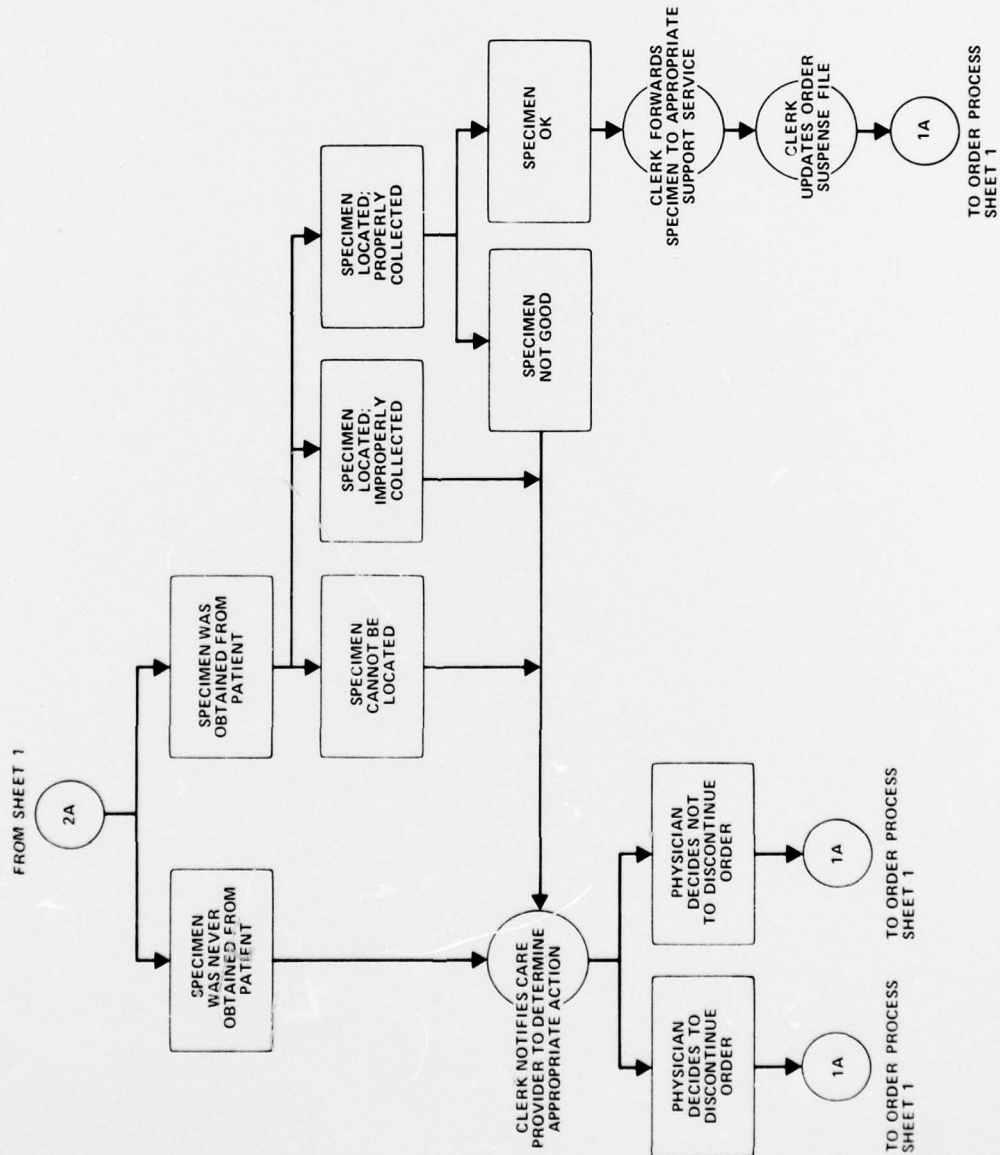 FROM SHEET 1
2A
SPECIMEN
WAS NEVER
OBTAINED FROM
PATIENT
SPECIMEN WAS
OBTAINED FROM
PATIENT
SPECIMEN
CANNOT BE
LOCATED
SPECIMEN
LOCATED;
IMPROPERLY
COLLECTED
SPECIMEN
LOCATED;
PROPERLY
COLLECTED
SPECIMEN
NOT GOOD
SPECIMEN
OK
CLERK NOTIFIES CARE
PROVIDER TO DETERMINE
APPROPRIATE ACTION
CLERK FORWARDS
SPECIMEN TO APPROPRIATE
SUPPORT SERVICE
PHYSICIAN
DECIDES TO
DISCONTINUE
ORDER
PHYSICIAN
DECIDES NOT
TO DISCONTINUE
ORDER
CLERK
UPDATES ORDER
SUSPENSE FILE
1A
TO ORDER PROCESS
SHEET 1
1A
TO ORDER PROCESS
SHEET 1
1A
TO ORDER PROCESS
SHEET 1